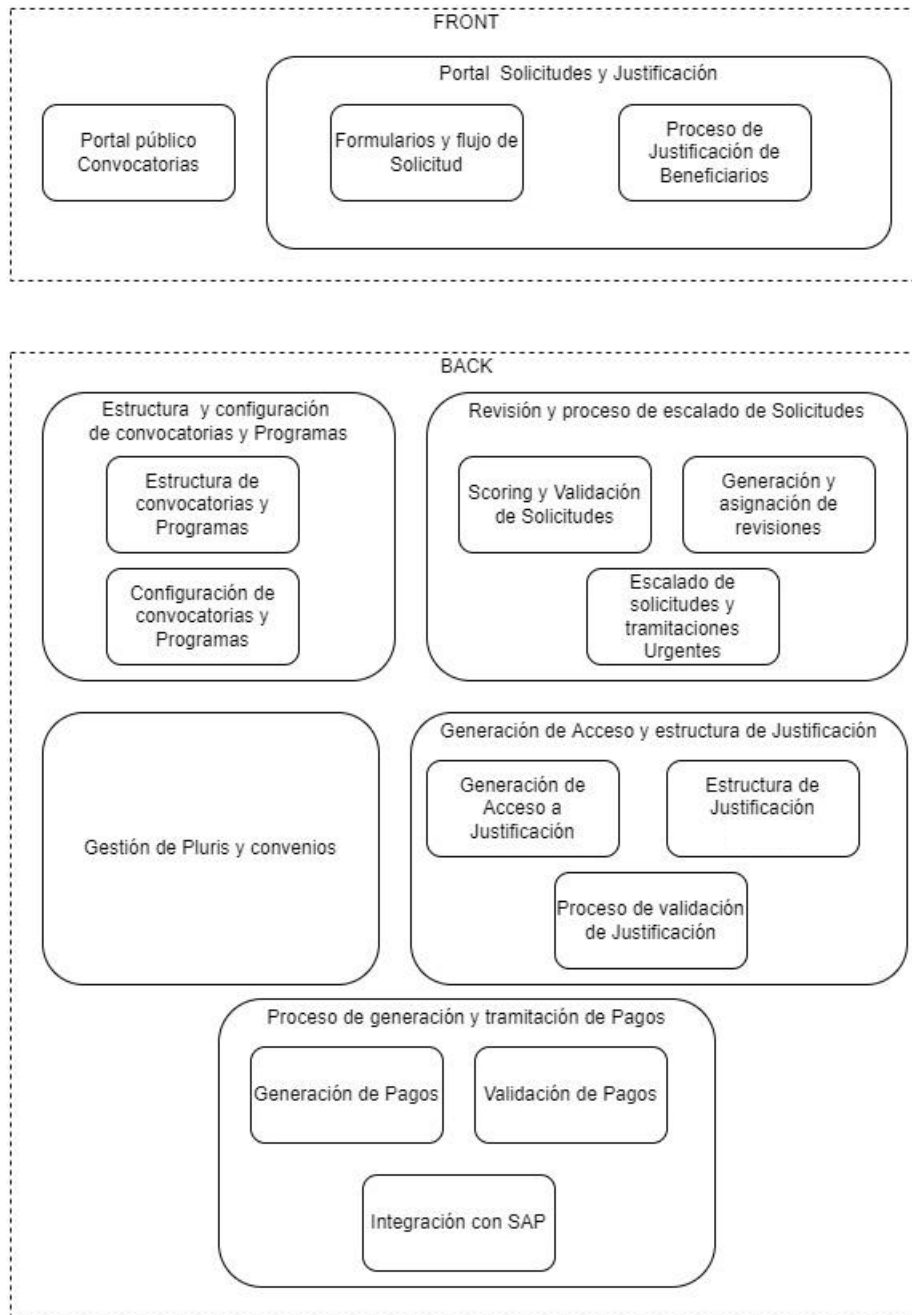 FRONT
Portal Solicitudes y Justificación
Portal público
Convocatorias
Formularios y flujo de
Solicitud
Proceso de
Justificación de
Beneficiarios
BACK
Estructura y configuración
de convocatorias y Programas
Estructura de
convocatorias y
Programas
Configuración de
convocatorias y
Programas
Revisión y proceso de escalado de Solicitudes
Scoring y Validación
de Solicitudes
Generación y
asignación de
revisiones
Escalado de
solicitudes y
tramitaciones
Urgentes
Gestión de Pluris y convenios
Generación de Acceso y estructura de Justificación
Generación de
Acceso a
Justificación
Estructura de
Justificación
Proceso de validación
de Justificación
Proceso de generación y tramitación de Pagos
Generación de Pagos
Validación de Pagos
Integración con SAP